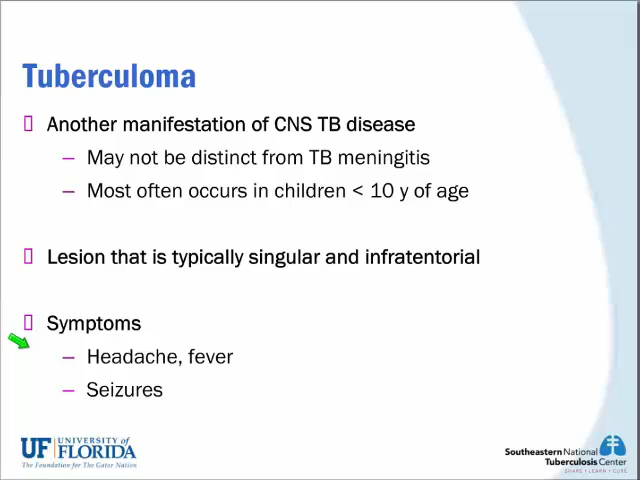 Tuberculoma
Another manifestation of CNS TB disease
– May not be distinct from TB meningitis
– Most often occurs in children < 10 y of age
Lesion that is typically singular and infratentorial
Symptoms
– Headache, fever
– Seizures
UF UNIVERSITY of
FLORIDA
The Foundation for The Gator Nation
Southeastern National
Tuberculosis Center
SHARE • LEARN • CURE